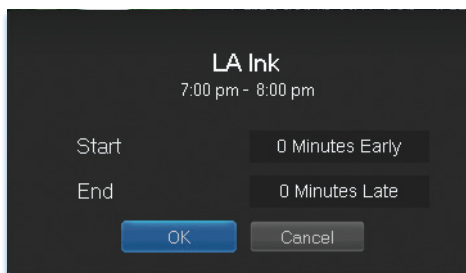 LA Ink
7:00 pm - 8:00 pm
Start 0 Minutes Early
End 0 Minutes Late
OK Cancel